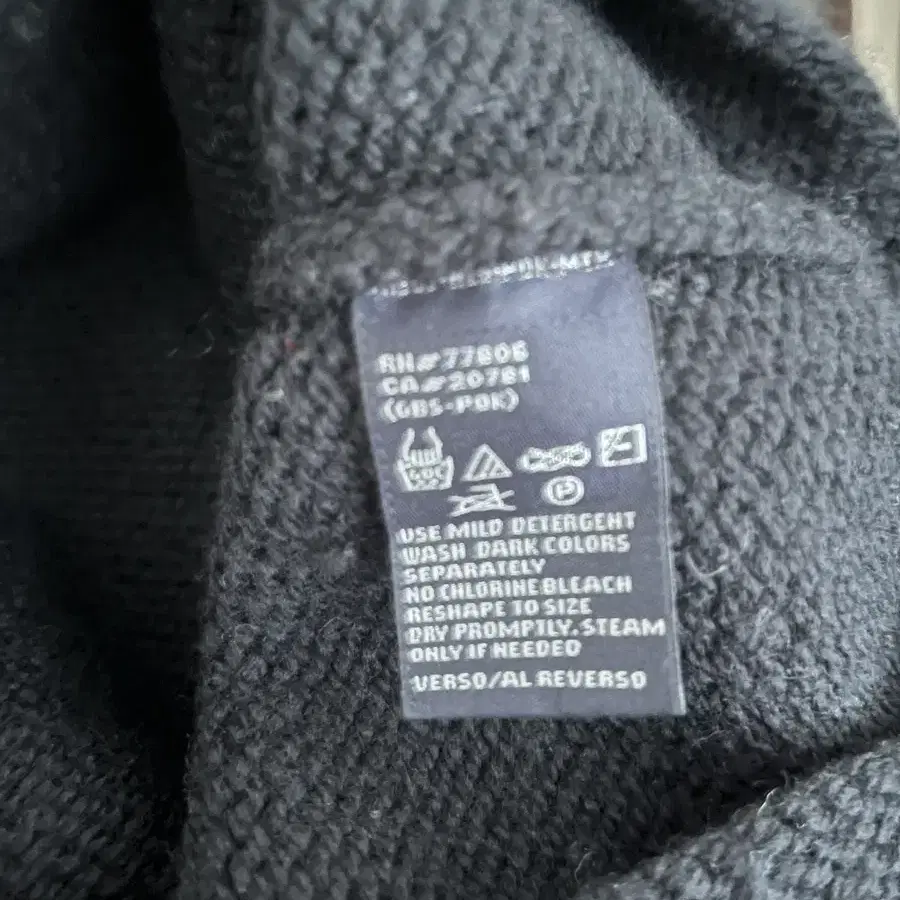 RN#77806
CA#20781
(GBS-POK)
USE MILD DETERGENT
WASH DARK COLORS
SEPARATELY
NO CHLORINE BLEACH
RESHAPE TO SIZE
DRY PROMPTLY. STEAM
ONLY IF NEEDED
VERSO/AL REVERSO